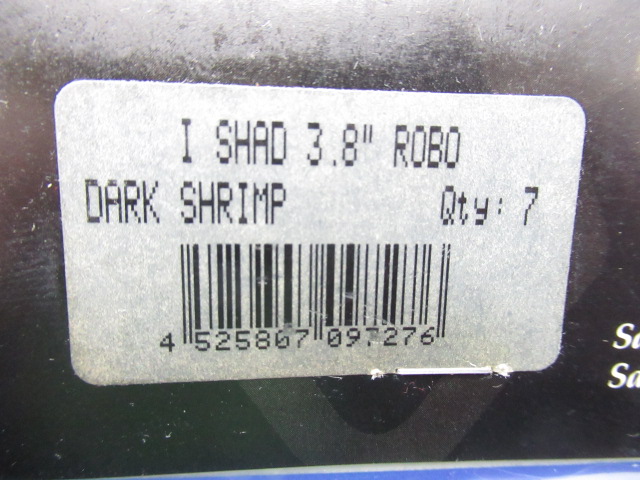 I SHAD 3.8" ROBO
DARK SHRIMP Qty: 7
4 525807 097276